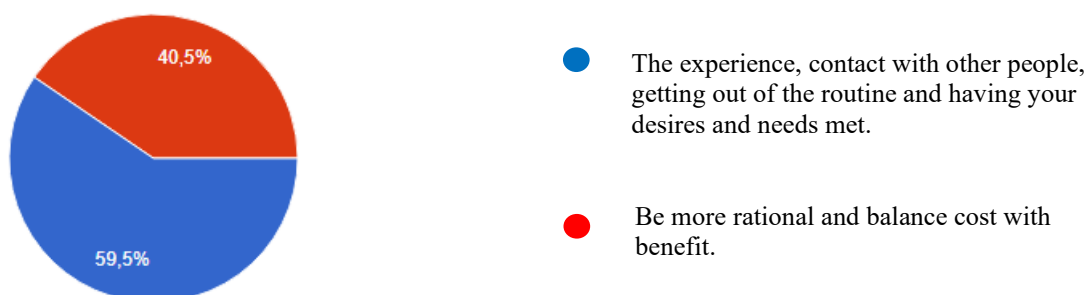 40,5%
59,5%
The experience, contact with other people,
getting out of the routine and having your
desires and needs met.
Be more rational and balance cost with
benefit.